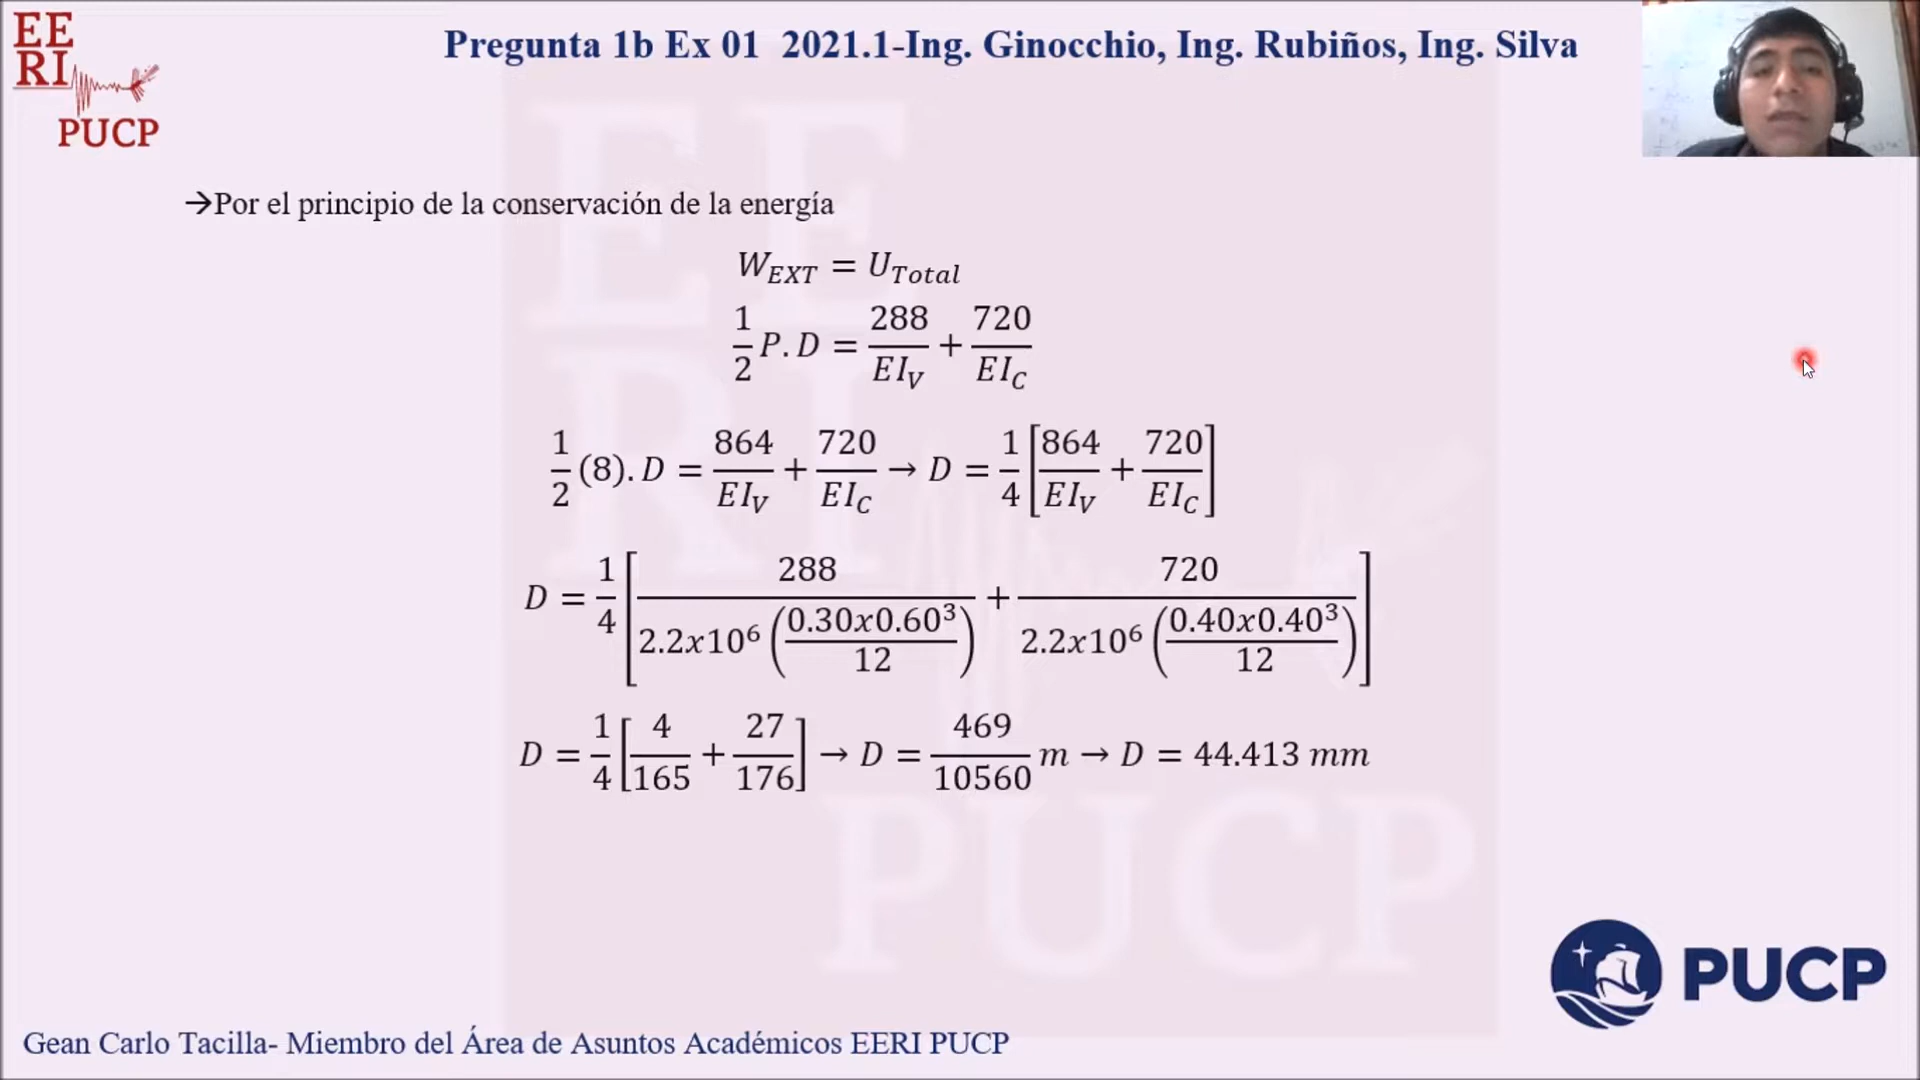 EE
RI
PUCP
Pregunta 1b Ex 01 2021.1-Ing. Ginocchio, Ing. Rubiños, Ing. Silva
→Por el principio de la conservación de la energía
W_EXT = U_Total
1/2 P.D = 288/EI_V + 720/EI_C
1/2 (8).D = 864/EI_V + 720/EI_C → D = 1/4 [864/EI_V + 720/EI_C]
D = 1/4 [288/(2.2x10^6 (0.30x0.60^3/12)) + 720/(2.2x10^6 (0.40x0.40^3/12))]
D = 1/4 [4/165 + 27/176] → D = 469/10560 m → D = 44.413 mm
EE
RI
PUCP
PUCP
Gean Carlo Tacilla- Miembro del Área de Asuntos Académicos EERI PUCP